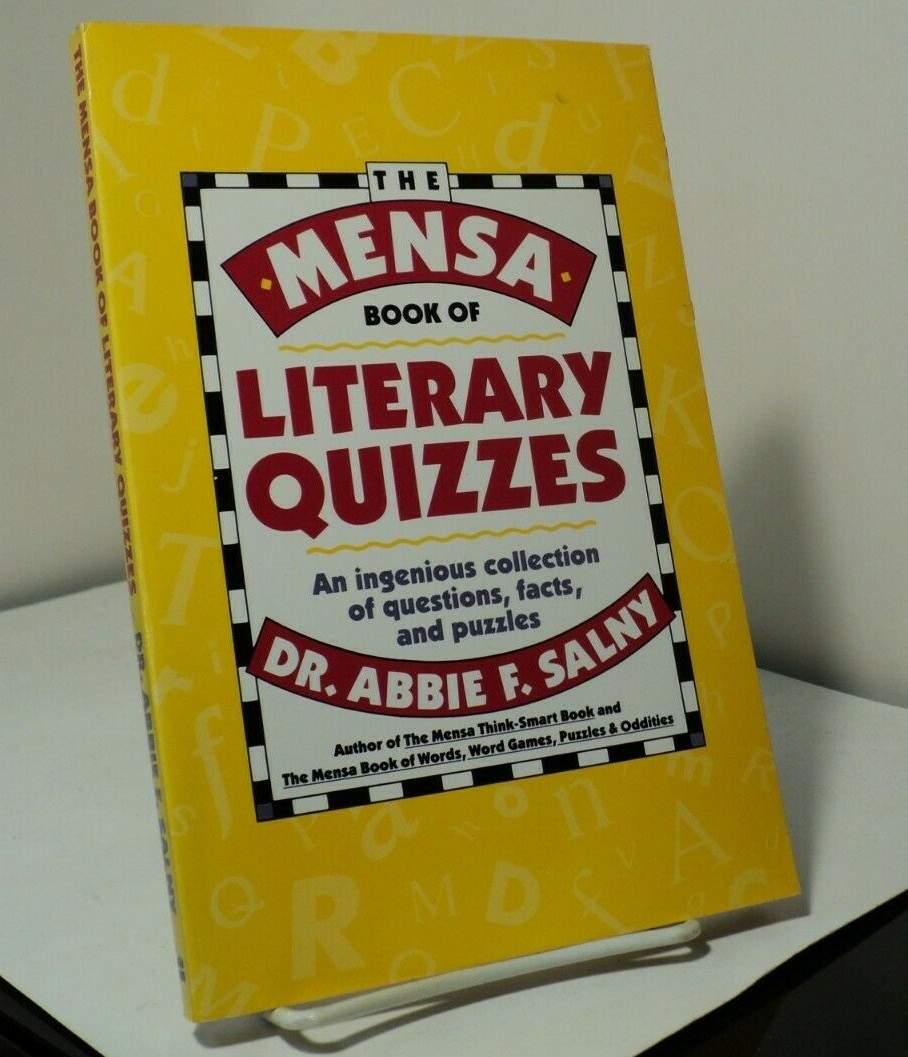 THE
MENSA
BOOK OF
LITERARY
QUIZZES
An ingenious collection
of questions, facts,
and puzzles
DR. ABBIE F. SALNY
Author of The Mensa Think-Smart Book and
The Mensa Book of Words, Word Games, Puzzles & Oddities
THE MENSA BOOK OF LITERARY QUIZZES DR. ABBIE F. SALNY